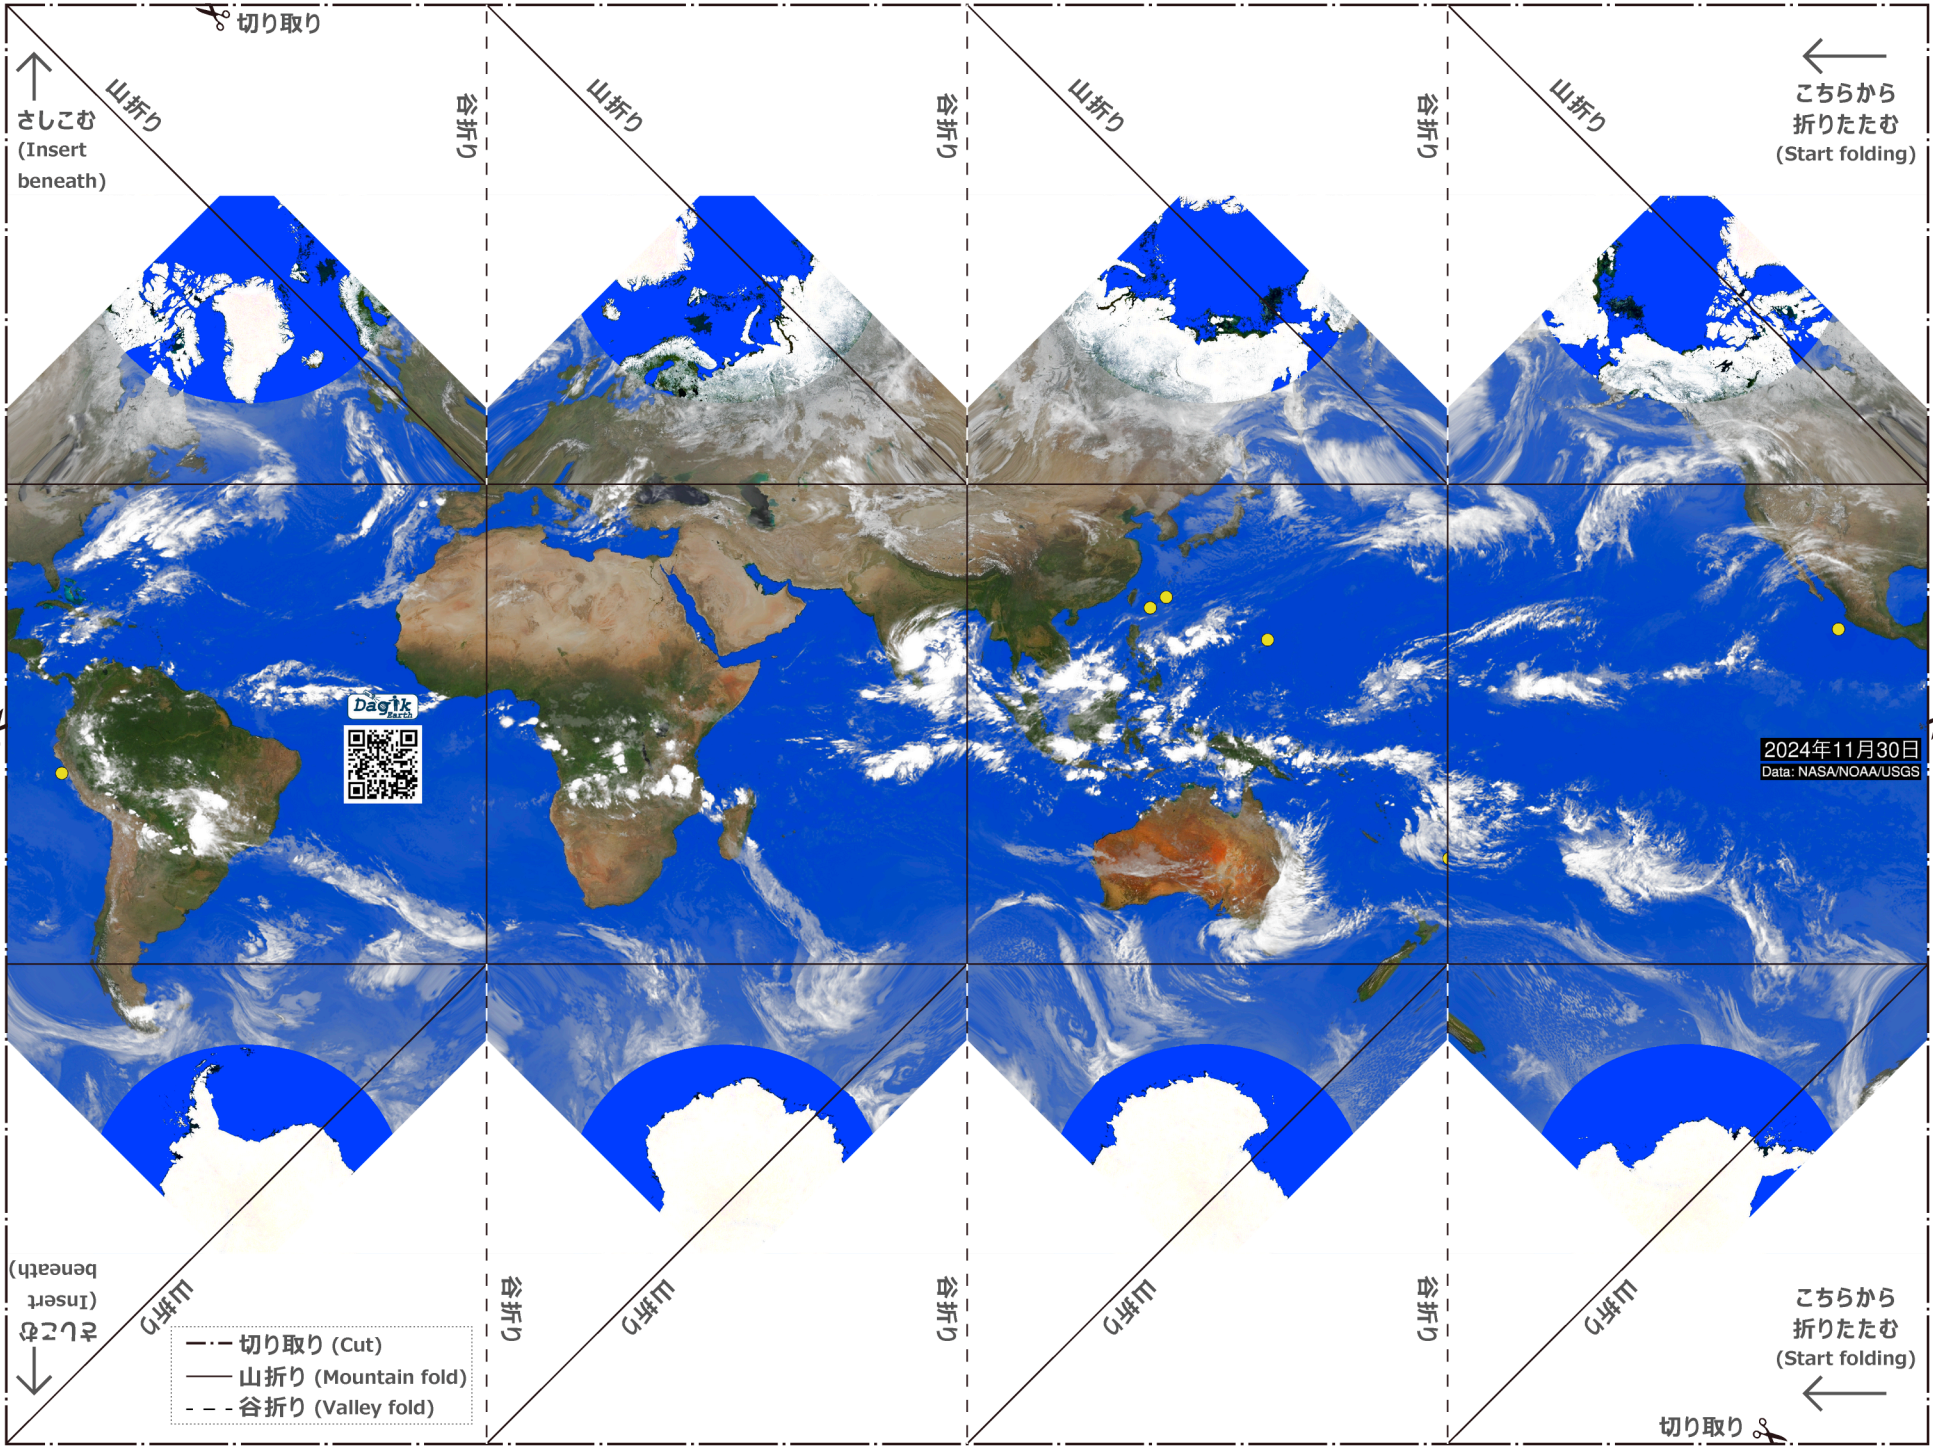 切り取り
山折り
谷折り
山折り
谷折り
山折り
谷折り
山折り
さしこむ
(Insert
beneath)
こちらから
折りたたむ
(Start folding)
Dagik
Earth
2024年11月30日
Data: NASA/NOAA/USGS
さしこむ
(Insert
beneath)
山折り
谷折り
山折り
谷折り
山折り
谷折り
山折り
こちらから
折りたたむ
(Start folding)
切り取り (Cut)
山折り (Mountain fold)
谷折り (Valley fold)
切り取り